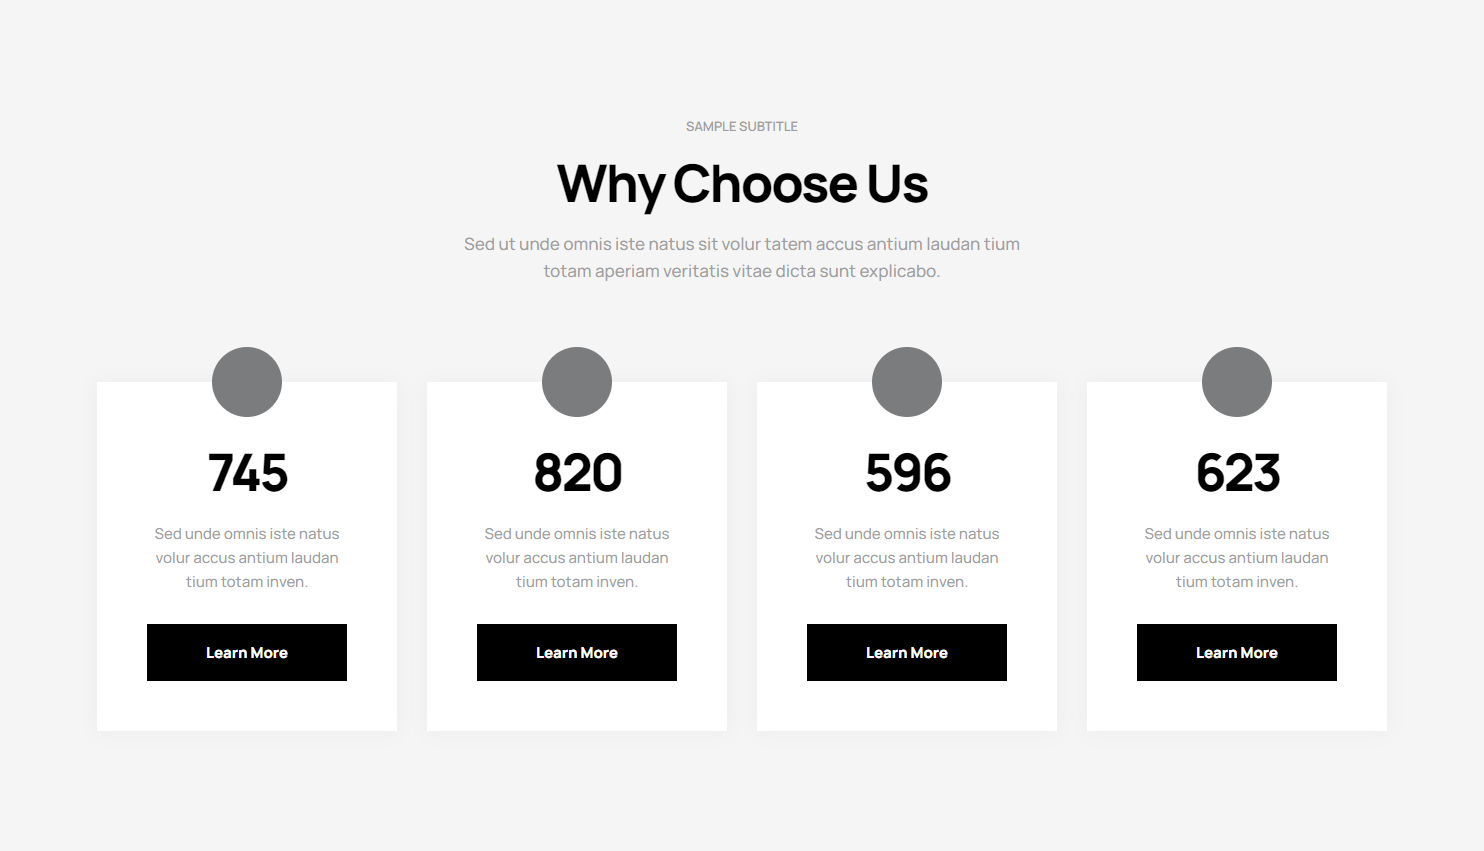 SAMPLE SUBTITLE
Why Choose Us
Sed ut unde omnis iste natus sit volur tatem accus antium laudan tium
totam aperiam veritatis vitae dicta sunt explicabo.
745
Sed unde omnis iste natus
volur accus antium laudan
tium totam inven.
Learn More
820
Sed unde omnis iste natus
volur accus antium laudan
tium totam inven.
Learn More
596
Sed unde omnis iste natus
volur accus antium laudan
tium totam inven.
Learn More
623
Sed unde omnis iste natus
volur accus antium laudan
tium totam inven.
Learn More